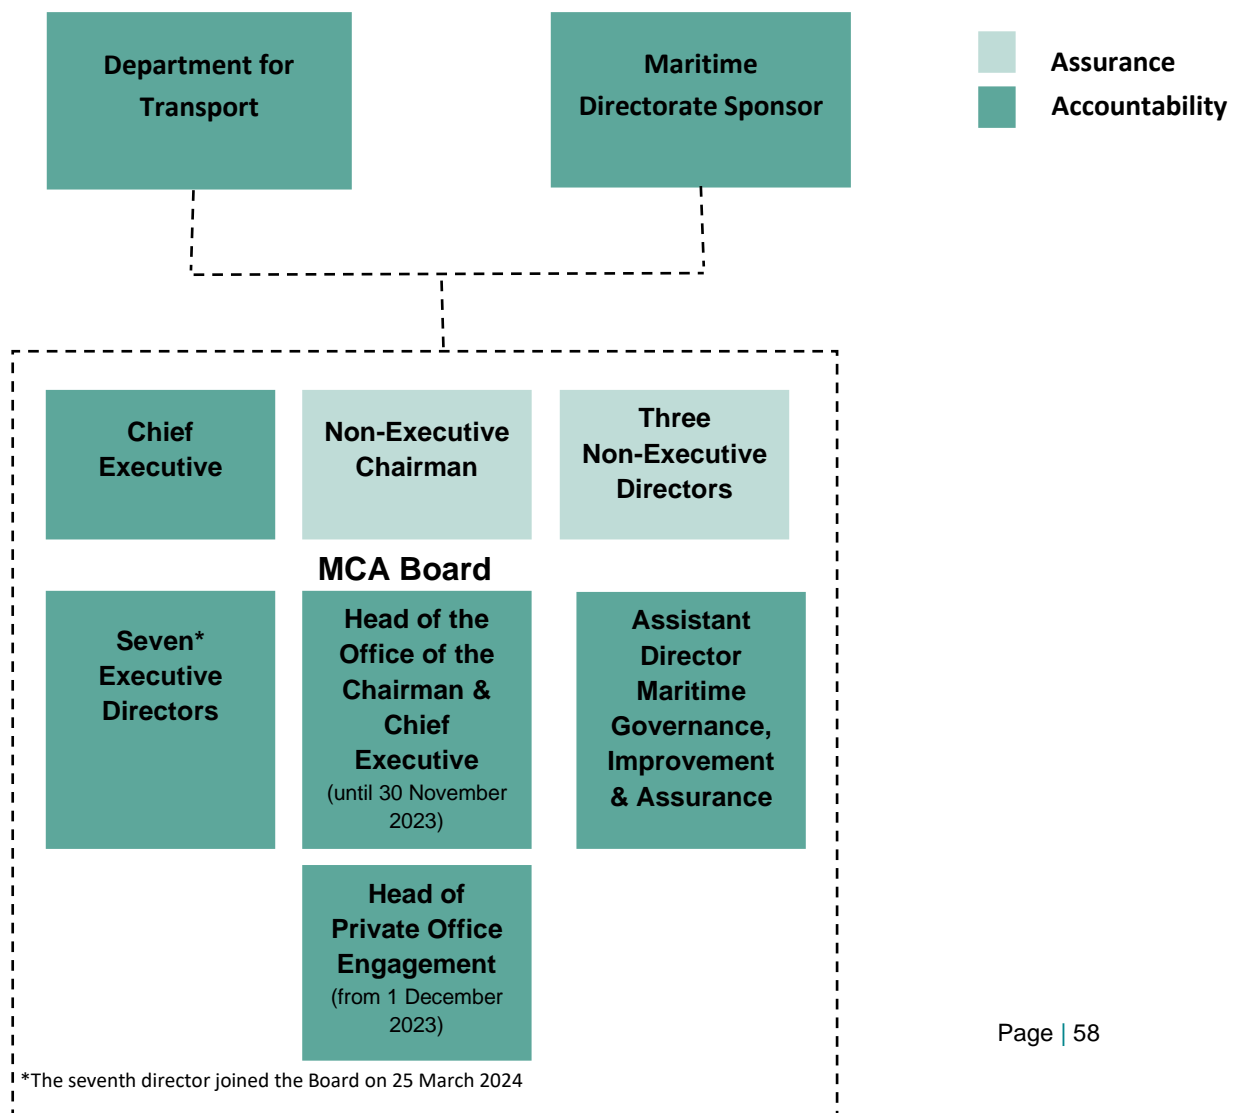 Department for
Transport
Maritime
Directorate Sponsor
Assurance
Accountability
Chief
Executive
Non-Executive
Chairman
Three
Non-Executive
Directors
MCA Board
Seven*
Executive
Directors
Head of the
Office of the
Chairman &
Chief
Executive
(until 30 November
2023)
Assistant
Director
Maritime
Governance,
Improvement
& Assurance
Head of
Private Office
Engagement
(from 1 December
2023)
Page | 58
*The seventh director joined the Board on 25 March 2024